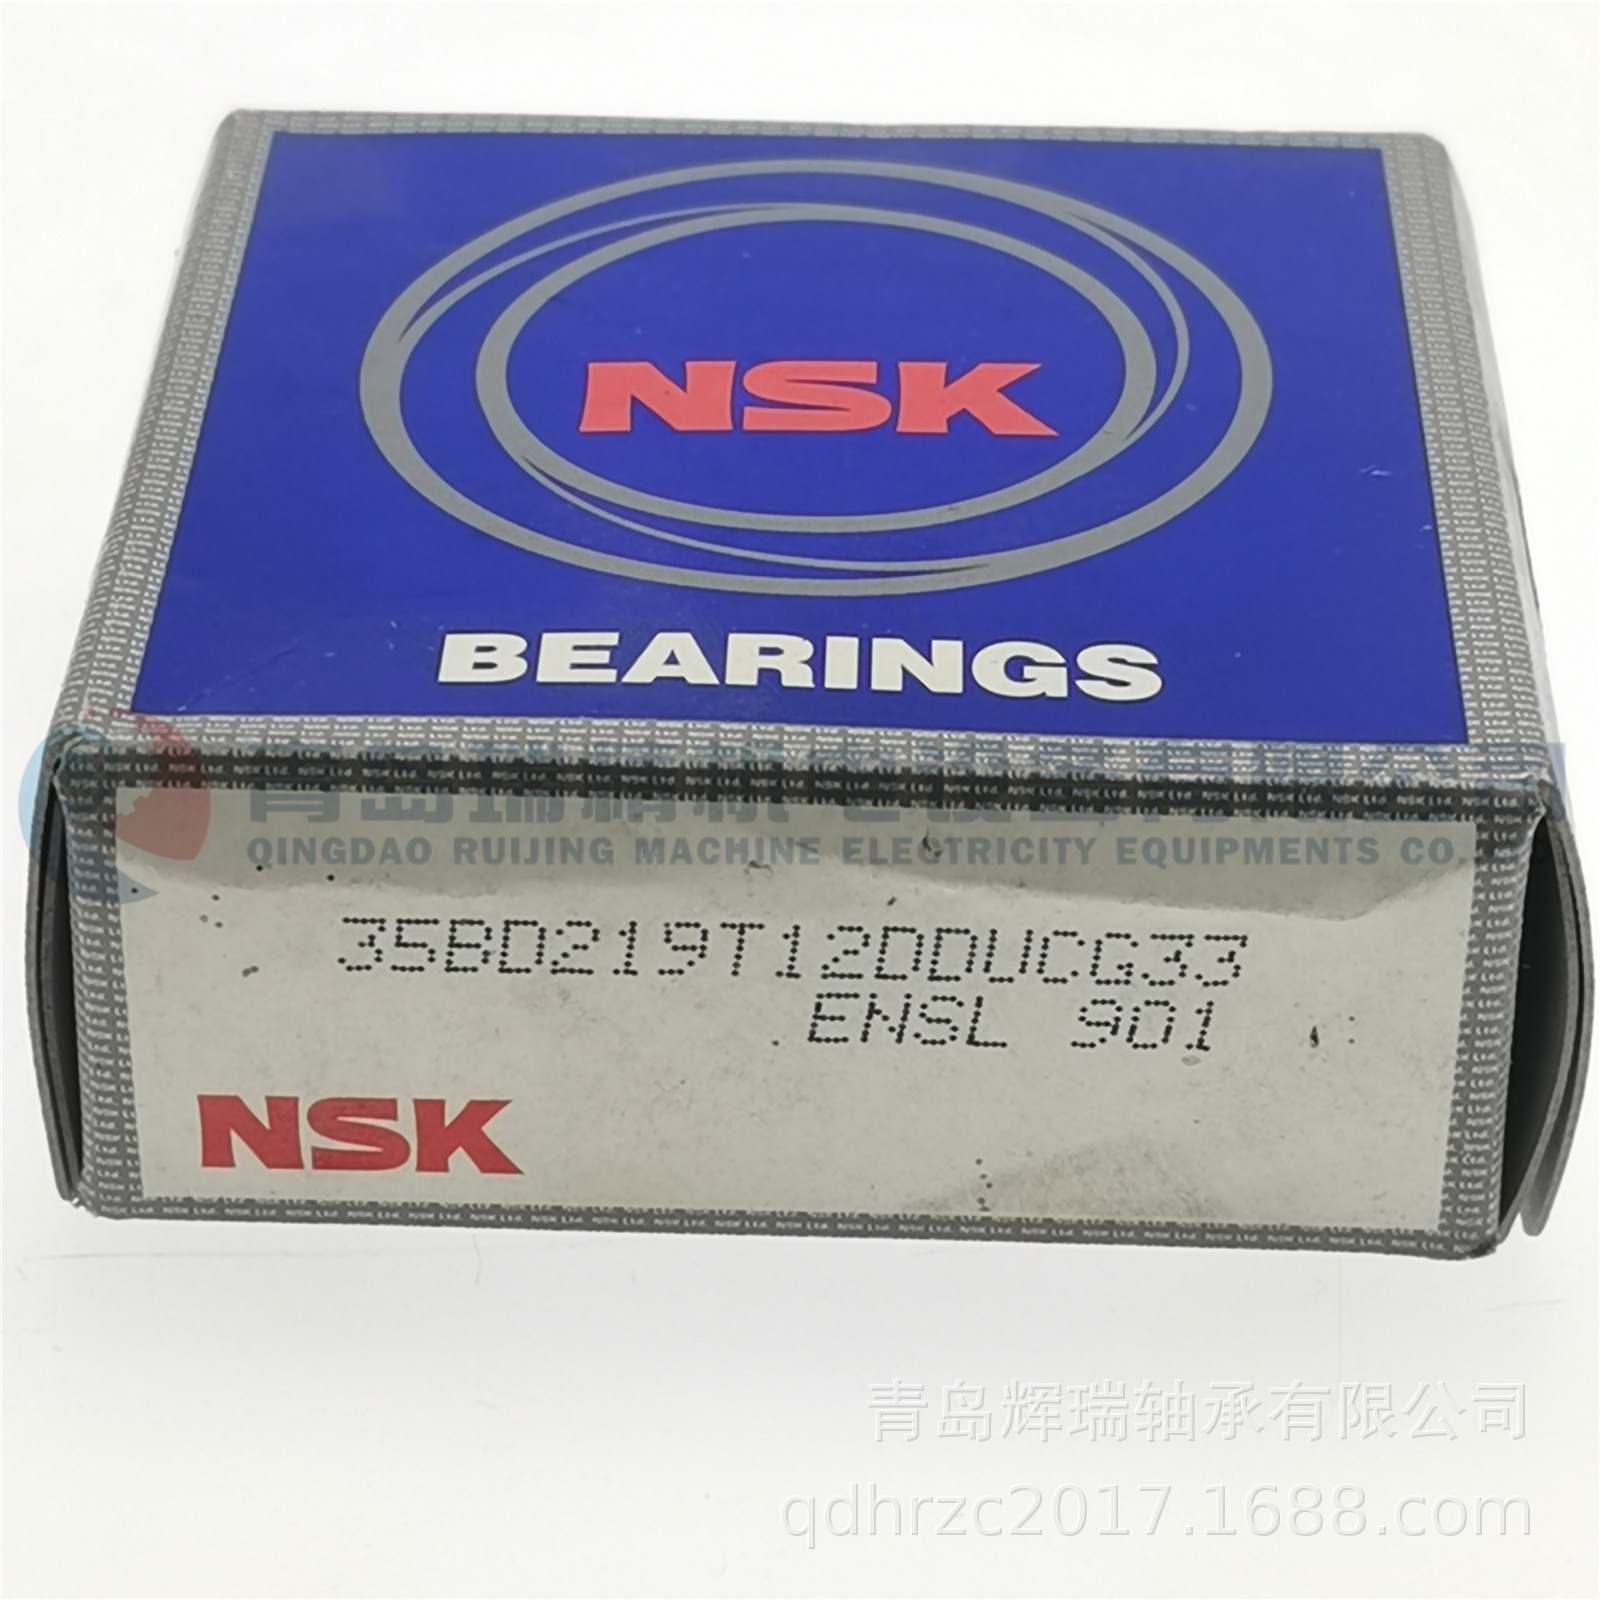 NSK
BEARINGS
青岛瑞精机电设备有限公司
QINGDAO RUIJING MACHINE ELECTRICITY EQUIPMENTS CO.
35BD219T12DDUCG33
ENSL 9D1
NSK
青岛辉瑞轴承有限公司
qdhrzc2017.1688.com